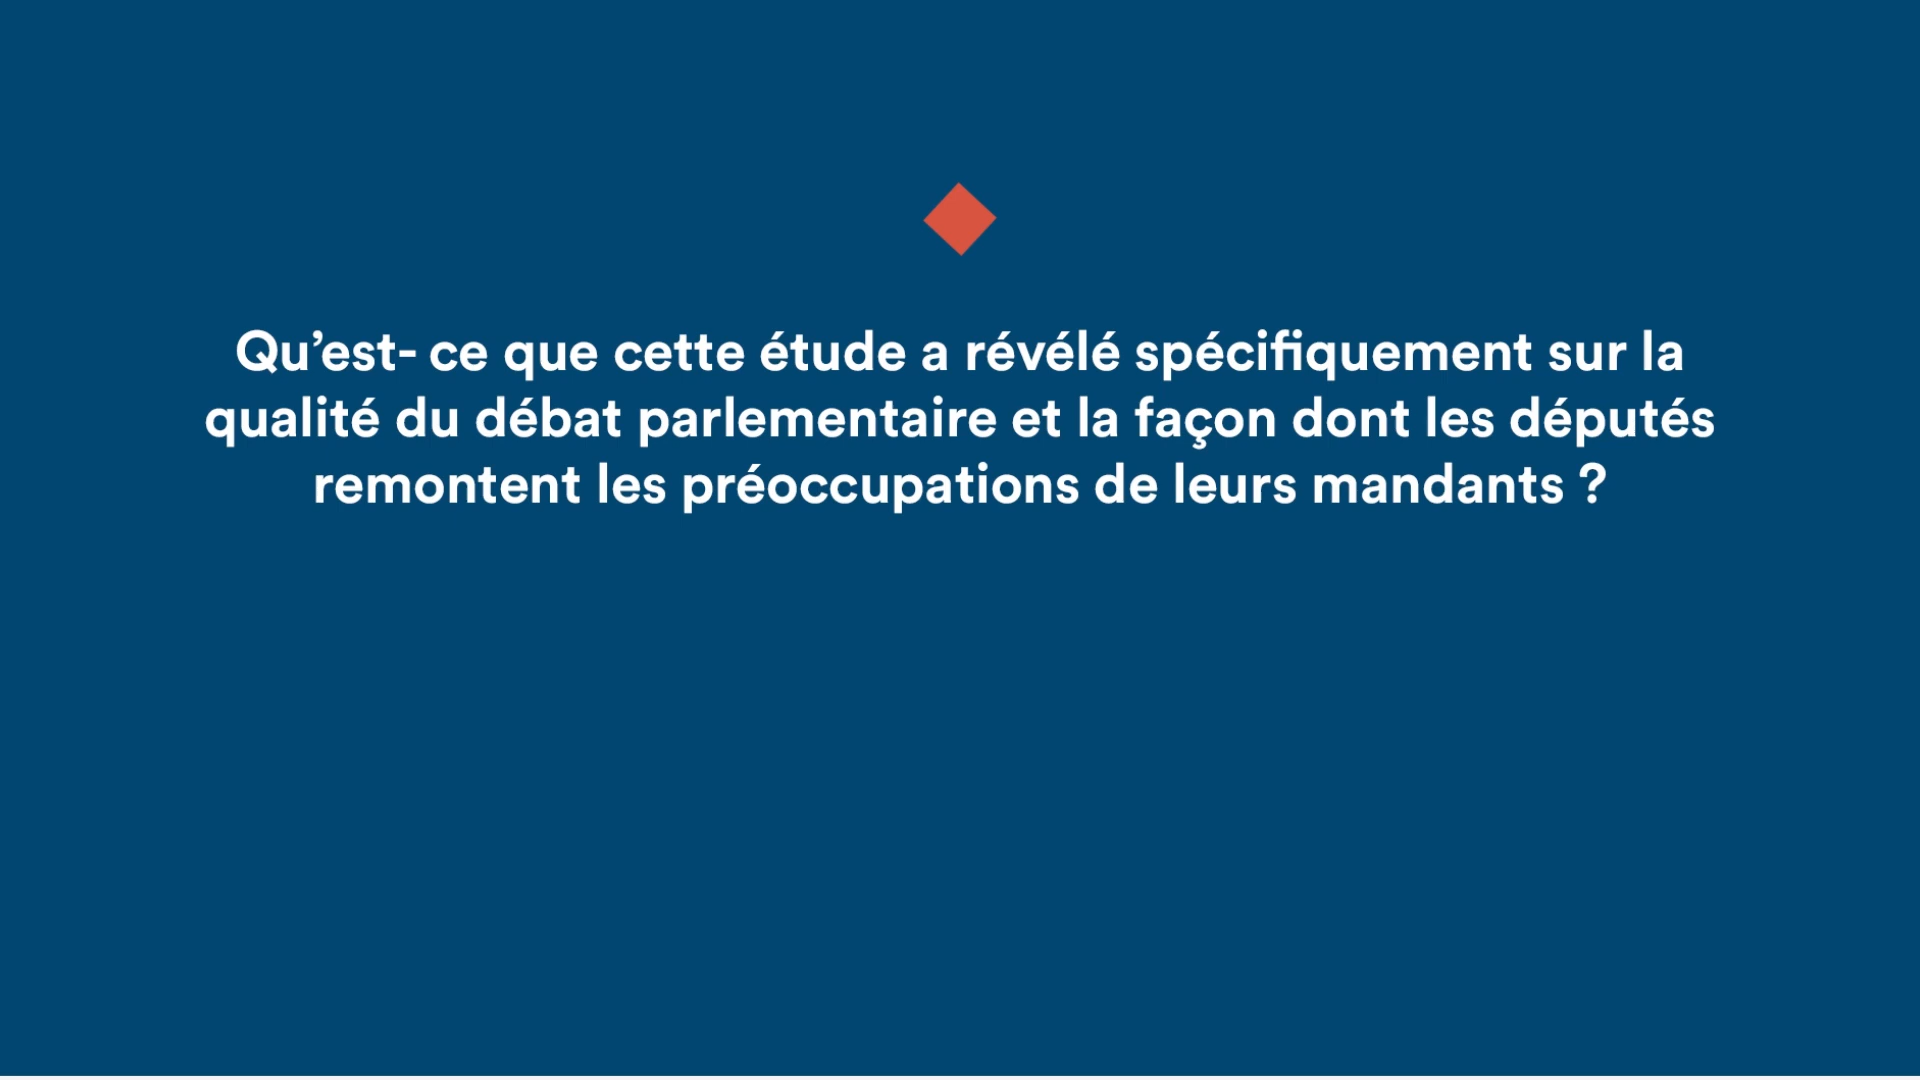 Qu’est- ce que cette étude a révélé spécifiquement sur la
qualité du débat parlementaire et la façon dont les députés
remontent les préoccupations de leurs mandants ?